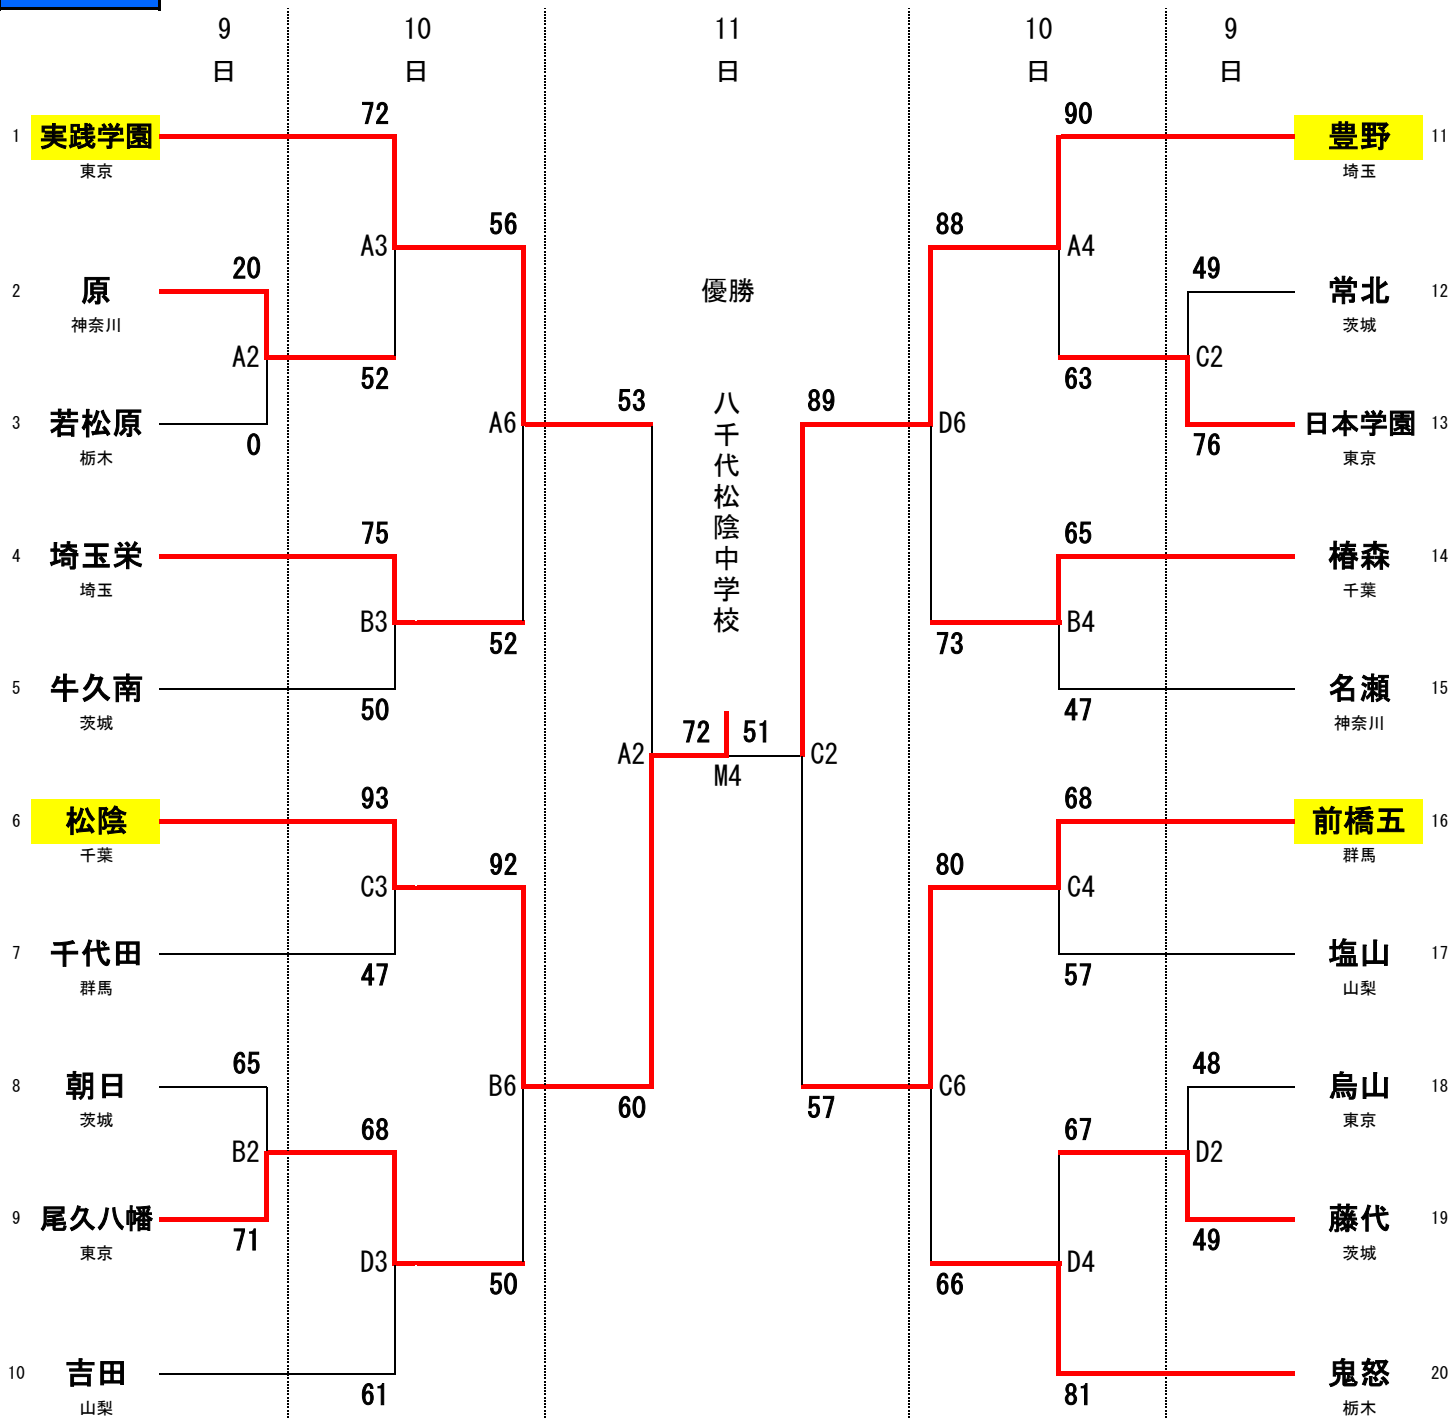 9
日
10
日
11
日
10
日
9
日
1
実践学園
東京
2
原
神奈川
3
若松原
栃木
4
埼玉栄
埼玉
5
牛久南
茨城
6
松陰
千葉
7
千代田
群馬
8
朝日
茨城
9
尾久八幡
東京
10
吉田
山梨
20
A2
0
65
B2
71
72
A3
52
75
B3
50
93
C3
47
68
D3
61
56
A6
52
92
B6
50
53
A2
60
優勝
八千代松陰中学校
72
51
M4
89
C2
57
88
D6
73
80
C6
66
90
A4
63
65
B4
47
68
C4
57
67
D4
81
49
C2
76
48
D2
49
豊野
11
埼玉
常北
12
茨城
日本学園
13
東京
椿森
14
千葉
名瀬
15
神奈川
前橋五
16
群馬
塩山
17
山梨
烏山
18
東京
藤代
19
茨城
鬼怒
20
栃木